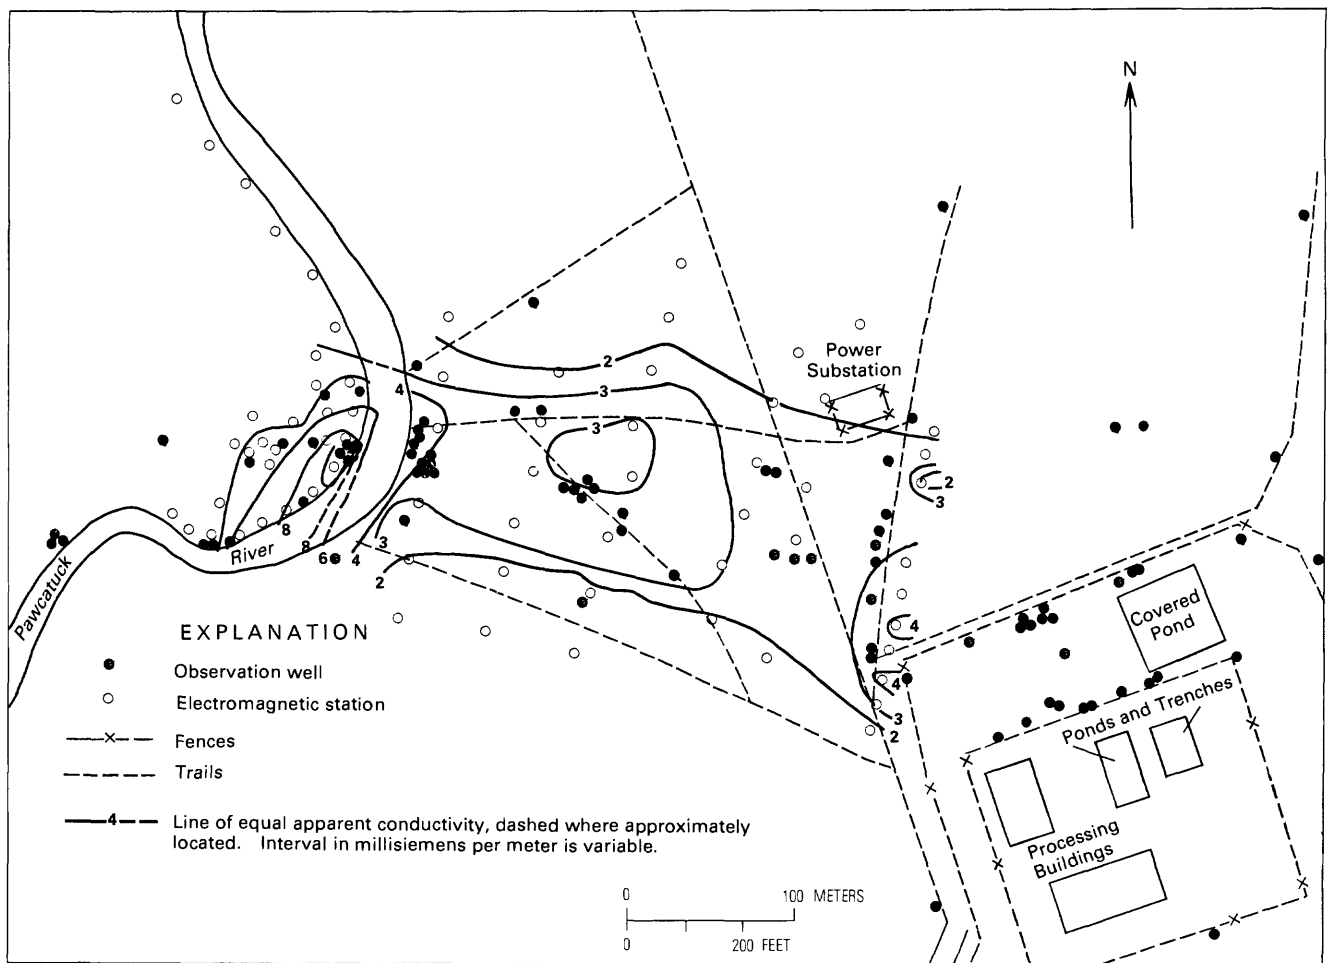 N
Power
Substation
2
3
4
3
2
3
8
8
6
4
3
2
River
Pawcatuck
4
4
3
2
Covered
Pond
Ponds and Trenches
Processing
Buildings
EXPLANATION
Observation well
Electromagnetic station
Fences
Trails
4
Line of equal apparent conductivity, dashed where approximately
located. Interval in millisiemens per meter is variable.
0 100 METERS
0 200 FEET